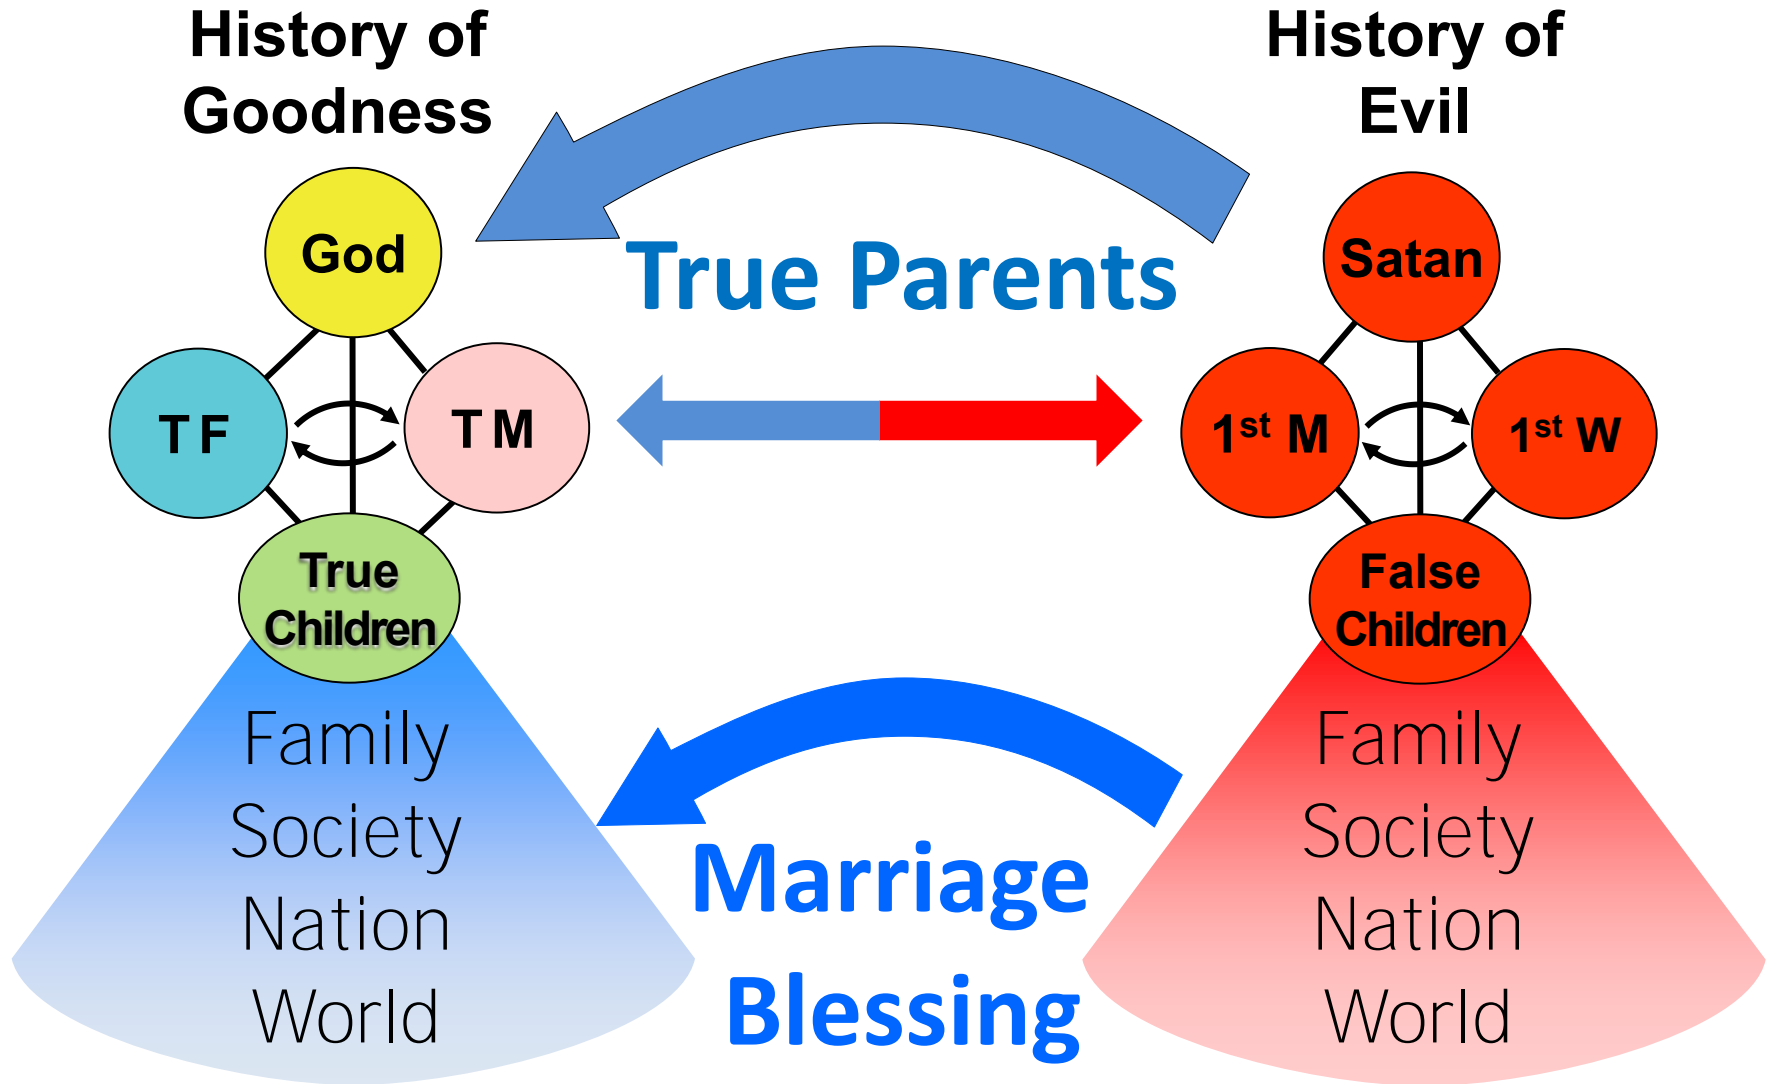 History of
Goodness
God
T F
T M
True
Children
Family
Society
Nation
World
True Parents
Marriage
Blessing
History of
Evil
Satan
1st M
1st W
False
Children
Family
Society
Nation
World